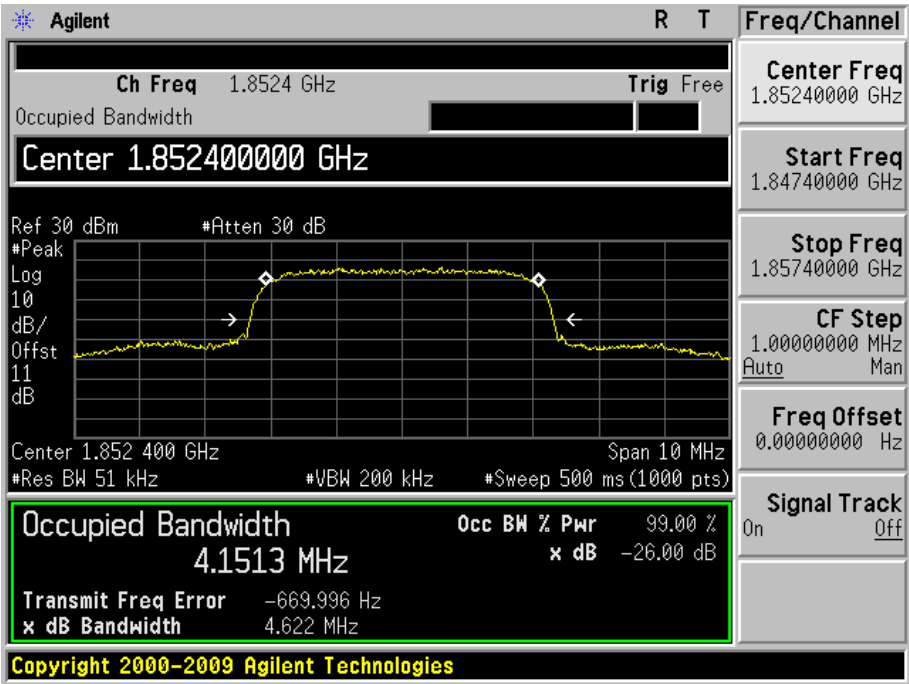 Agilent R T Freq/Channel
Ch Freq 1.8524 GHz Trig Free
Occupied Bandwidth
Center 1.852400000 GHz
Ref 30 dBm #Atten 30 dB
#Peak
Log
10
dB/
Offst
11
dB
Center 1.852 400 GHz Span 10 MHz
#Res BW 51 kHz #VBW 200 kHz #Sweep 500 ms (1000 pts)
Occupied Bandwidth Occ BW % Pwr 99.00 %
4.1513 MHz x dB -26.00 dB
Transmit Freq Error -669.996 Hz
x dB Bandwidth 4.622 MHz
Copyright 2000-2009 Agilent Technologies
Center Freq
1.85240000 GHz
Start Freq
1.84740000 GHz
Stop Freq
1.85740000 GHz
CF Step
1.00000000 MHz
Auto Man
Freq Offset
0.00000000 Hz
Signal Track
On Off